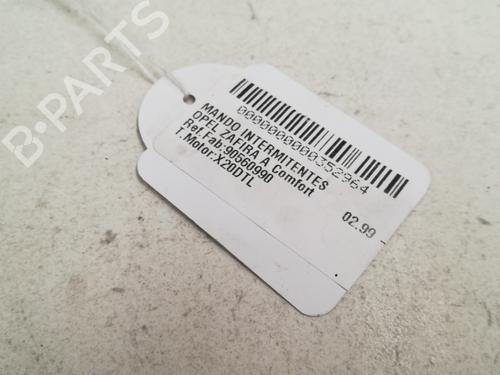 B-PARTS
0000000000352964
MANDO INTERMITENTES
OPEL ZAFIRA A Comfort
Ref.Fab:90560990
T.Motor:X20DTL
02.99